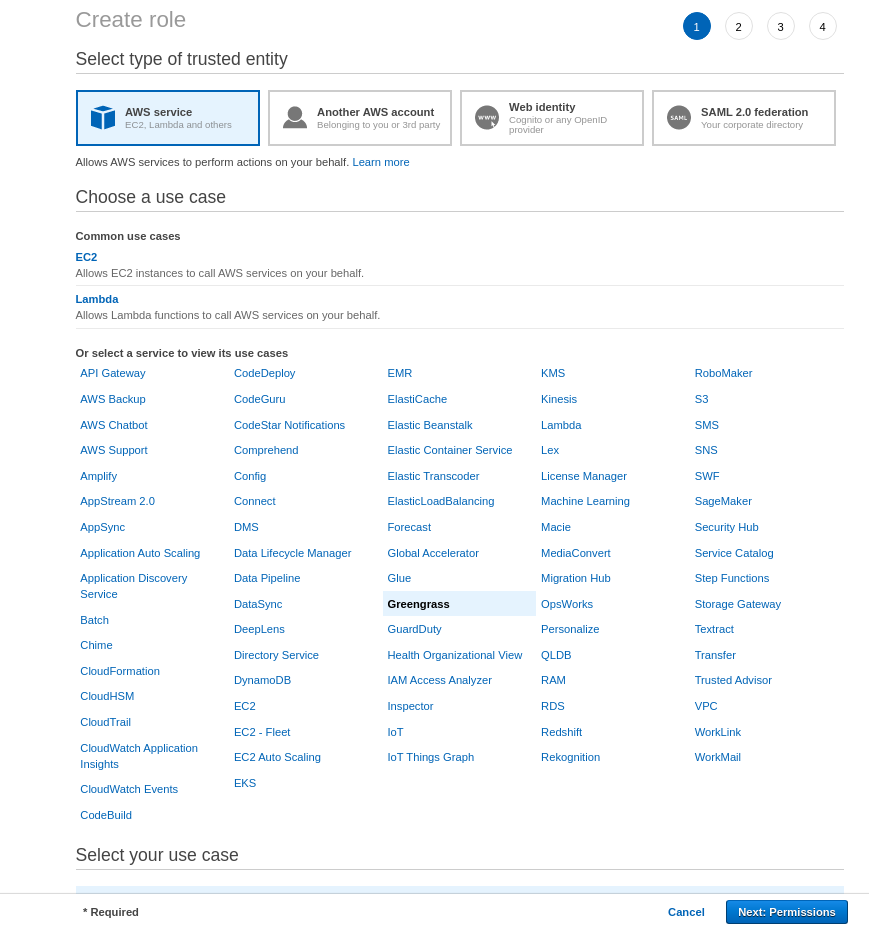 Create role
1 2 3 4
Select type of trusted entity
AWS service
EC2, Lambda and others
Another AWS account
Belonging to you or 3rd party
Web identity
Cognito or any OpenID
provider
SAML 2.0 federation
Your corporate directory
WWW
SAML
Allows AWS services to perform actions on your behalf. Learn more
Choose a use case
Common use cases
EC2
Allows EC2 instances to call AWS services on your behalf.
Lambda
Allows Lambda functions to call AWS services on your behalf.
Or select a service to view its use cases
API Gateway
AWS Backup
AWS Chatbot
AWS Support
Amplify
AppStream 2.0
AppSync
Application Auto Scaling
Application Discovery
Service
Batch
Chime
CloudFormation
CloudHSM
CloudTrail
CloudWatch Application
Insights
CloudWatch Events
CodeBuild
CodeDeploy
CodeGuru
CodeStar Notifications
Comprehend
Config
Connect
DMS
Data Lifecycle Manager
Data Pipeline
DataSync
DeepLens
Directory Service
DynamoDB
EC2
EC2 - Fleet
EC2 Auto Scaling
EKS
EMR
ElastiCache
Elastic Beanstalk
Elastic Container Service
Elastic Transcoder
ElasticLoadBalancing
Forecast
Global Accelerator
Glue
Greengrass
GuardDuty
Health Organizational View
IAM Access Analyzer
Inspector
IoT
IoT Things Graph
KMS
Kinesis
Lambda
Lex
License Manager
Machine Learning
Macie
MediaConvert
Migration Hub
OpsWorks
Personalize
QLDB
RAM
RDS
Redshift
Rekognition
RoboMaker
S3
SMS
SNS
SWF
SageMaker
Security Hub
Service Catalog
Step Functions
Storage Gateway
Textract
Transfer
Trusted Advisor
VPC
WorkLink
WorkMail
Select your use case
* Required
Cancel
Next: Permissions